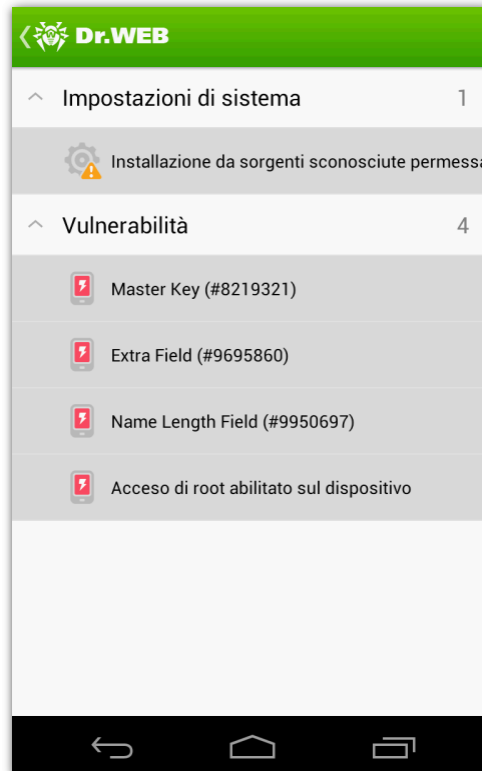 Dr.WEB
Impostazioni di sistema 1
Installazione da sorgenti sconosciute permessa
Vulnerabilità 4
Master Key (#8219321)
Extra Field (#9695860)
Name Length Field (#9950697)
Acceso di root abilitato sul dispositivo